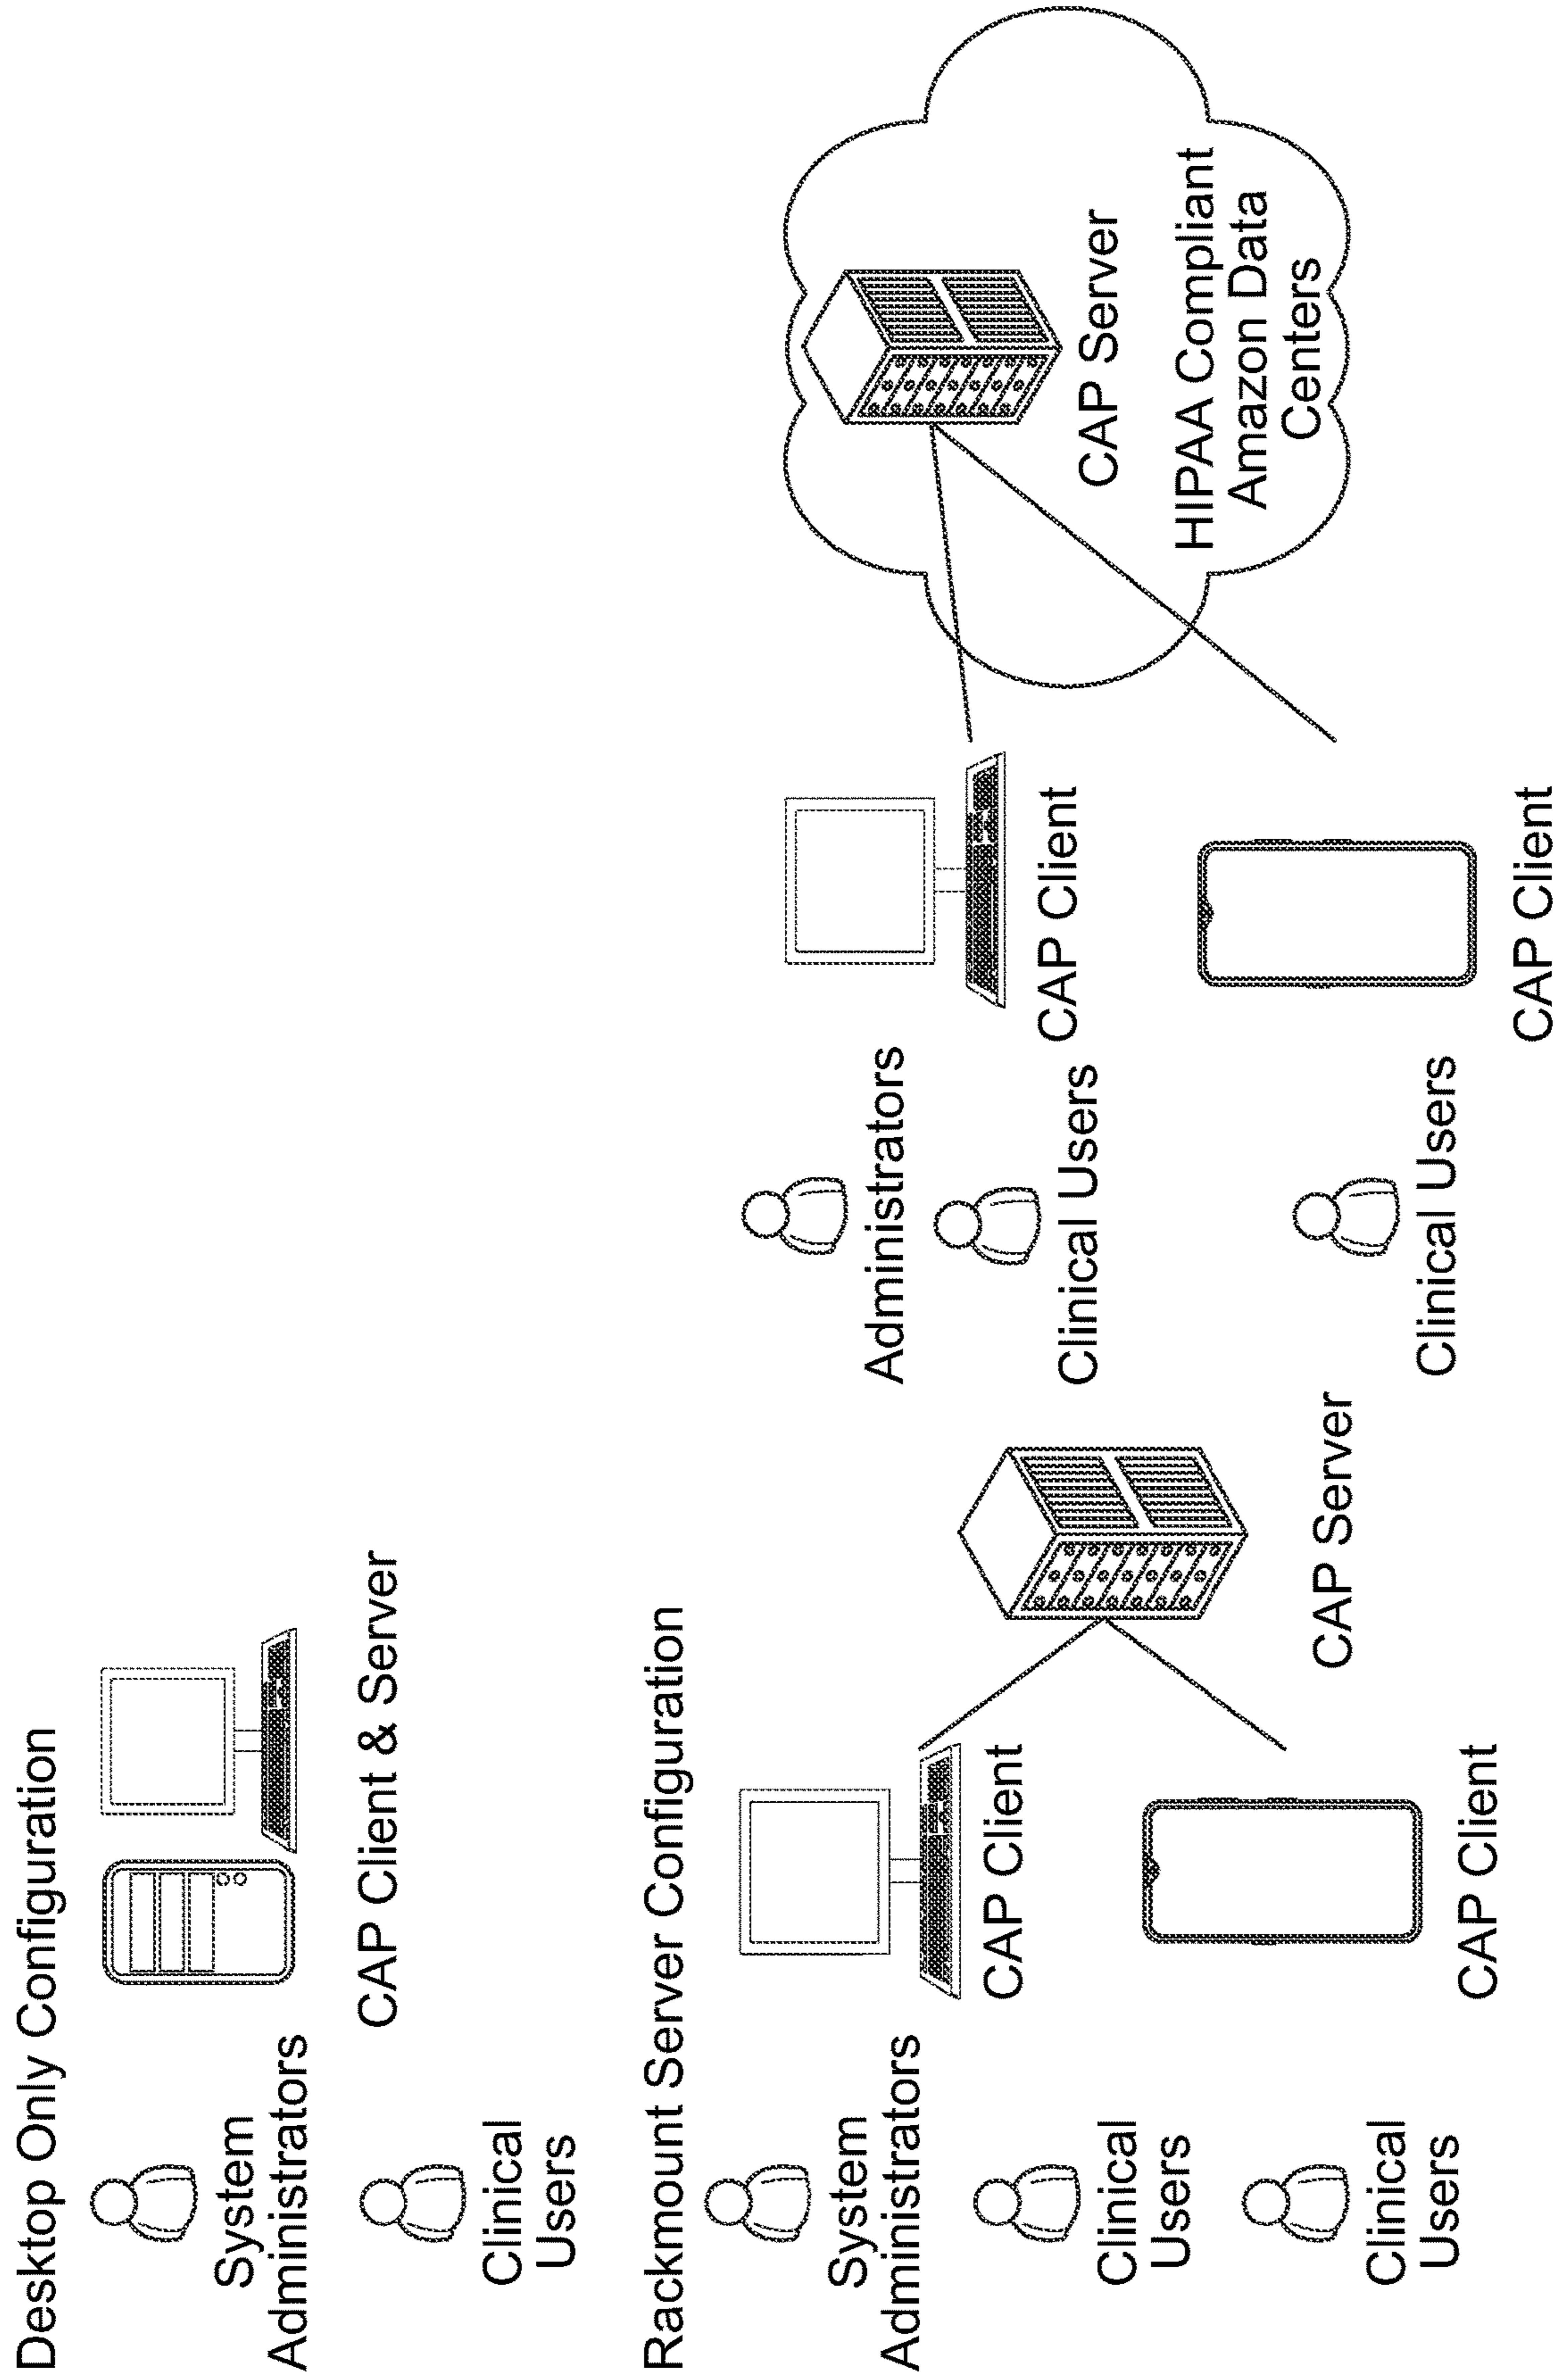 Desktop Only Configuration
System
Administrators
CAP Client & Server
Clinical
Users
Rackmount Server Configuration
System
Administrators
CAP Client
Clinical
Users
CAP Server
Clinical
Users
CAP Client
Administrators
Clinical Users
CAP Client
CAP Server
HIPAA Compliant
Amazon Data
Centers
Clinical Users
CAP Client